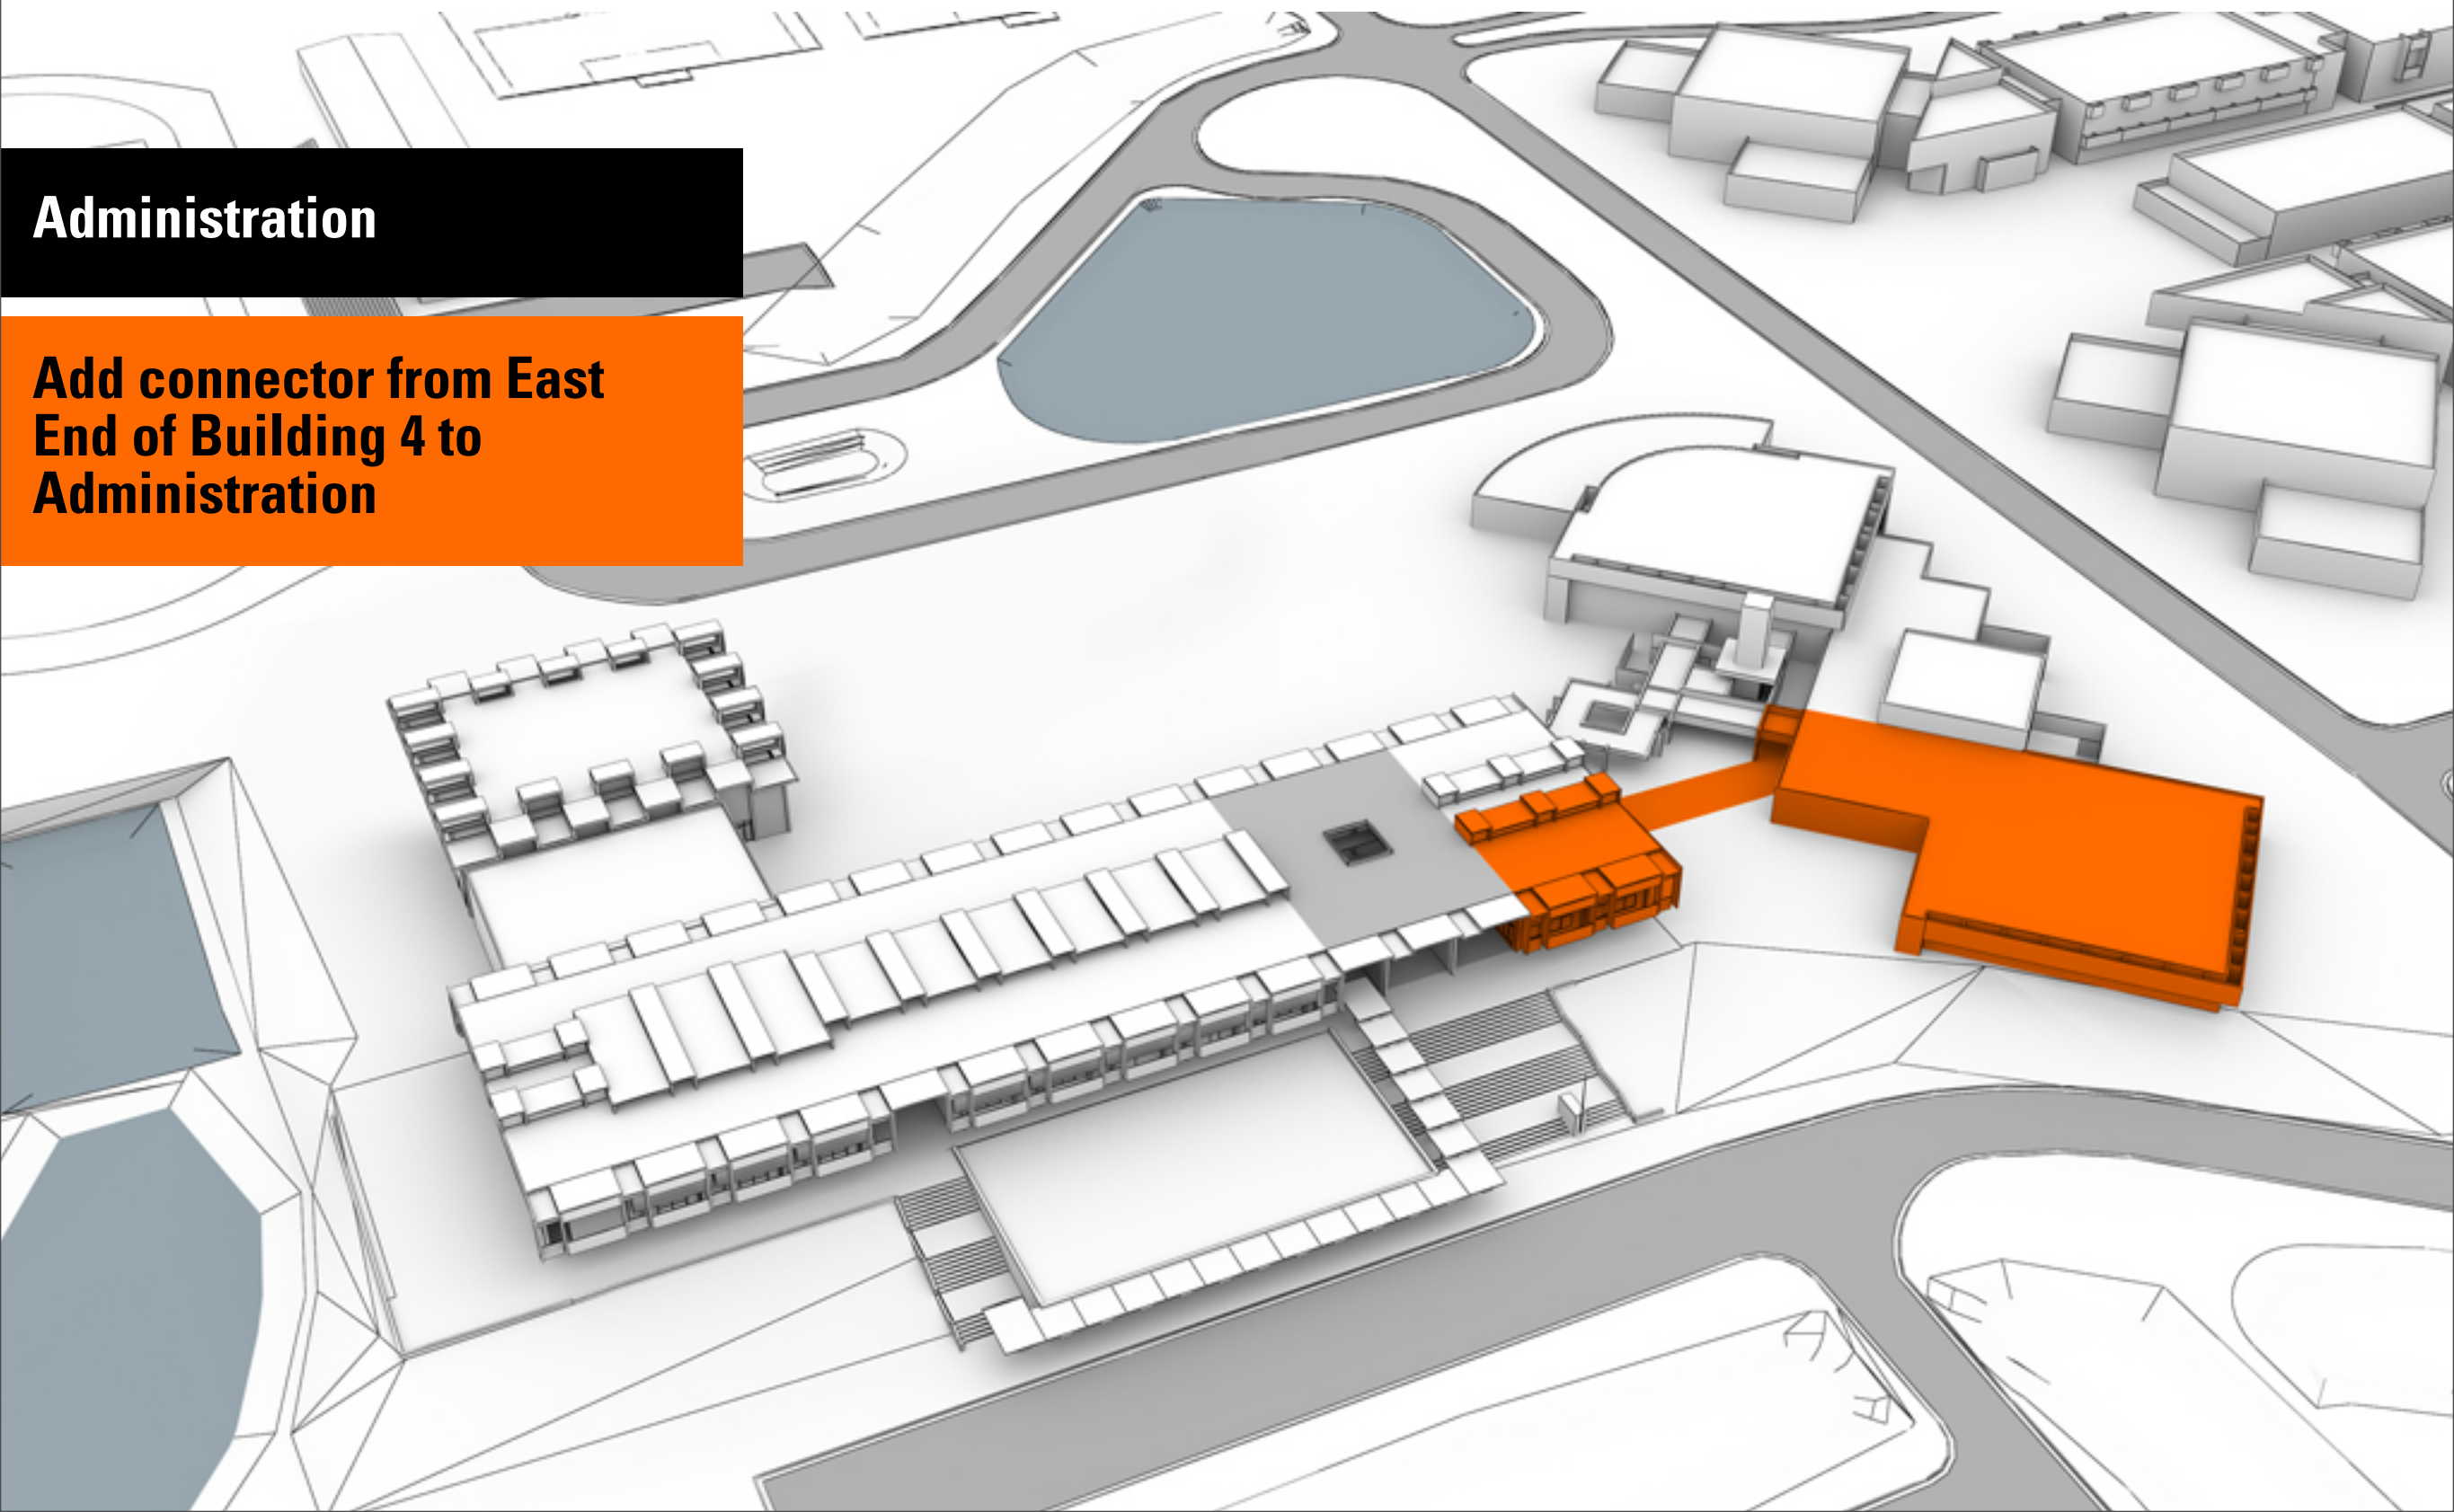 Administration
Add connector from East
End of Building 4 to
Administration